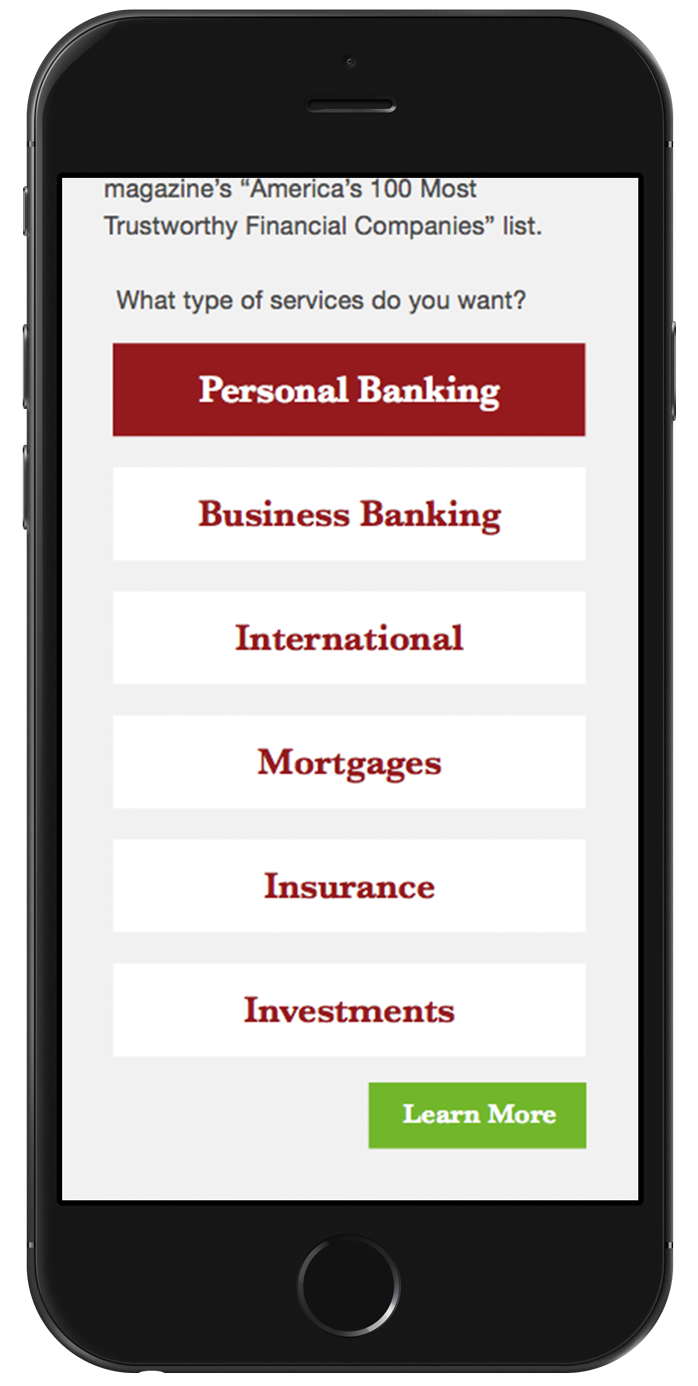 magazine’s “America’s 100 Most
Trustworthy Financial Companies” list.
What type of services do you want?
Personal Banking
Business Banking
International
Mortgages
Insurance
Investments
Learn More